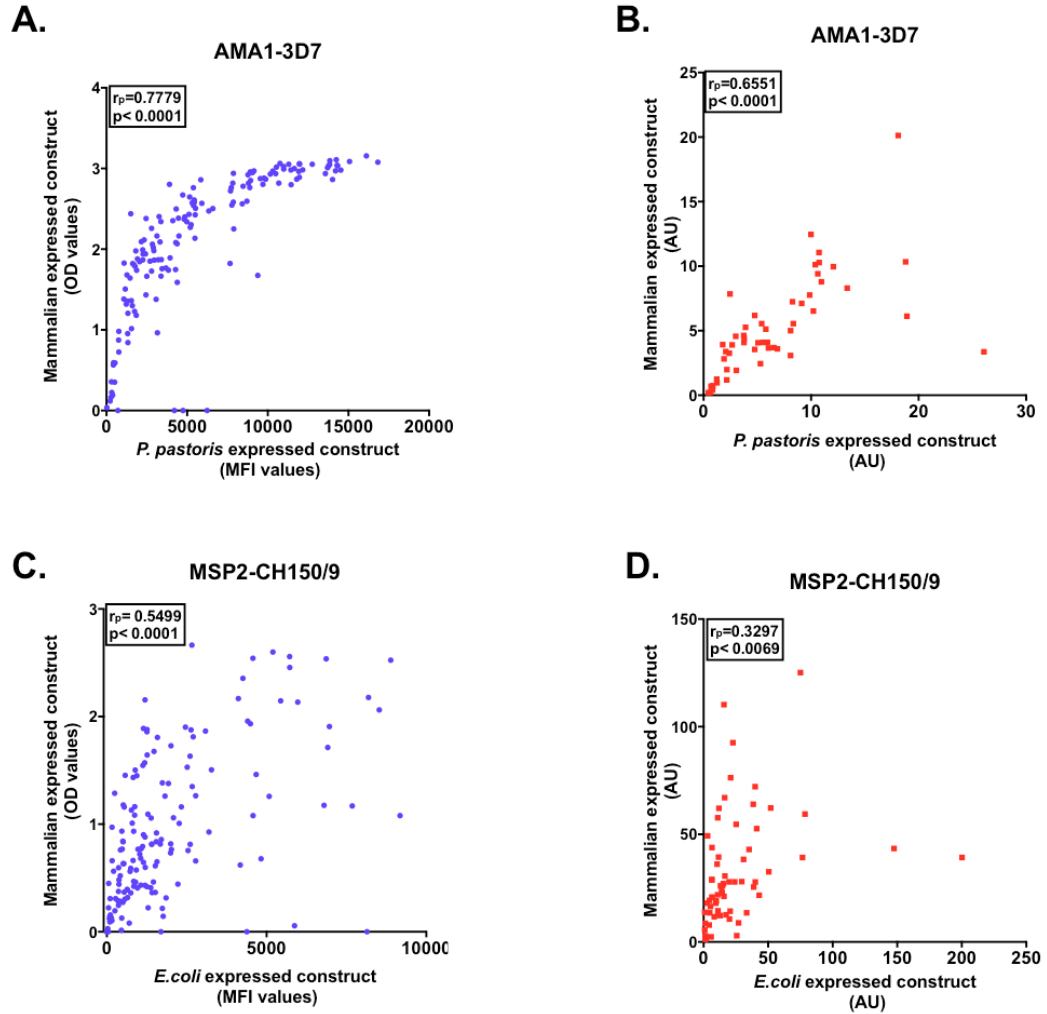 A.
AMA1-3D7
rp=0.7779
p< 0.0001
Mammalian expressed construct
(OD values)
4
3
2
1
0
0 5000 10000 15000 20000
P. pastoris expressed construct
(MFI values)
B.
AMA1-3D7
rp=0.6551
p< 0.0001
Mammalian expressed construct
(AU)
25
20
15
10
5
0
0 10 20 30
P. pastoris expressed construct
(AU)
C.
MSP2-CH150/9
rp= 0.5499
p< 0.0001
Mammalian expressed construct
(OD values)
3
2
1
0
0 5000 10000
E.coli expressed construct
(MFI values)
D.
MSP2-CH150/9
rp=0.3297
p< 0.0069
Mammalian expressed construct
(AU)
150
100
50
0
0 50 100 150 200 250
E.coli expressed construct
(AU)